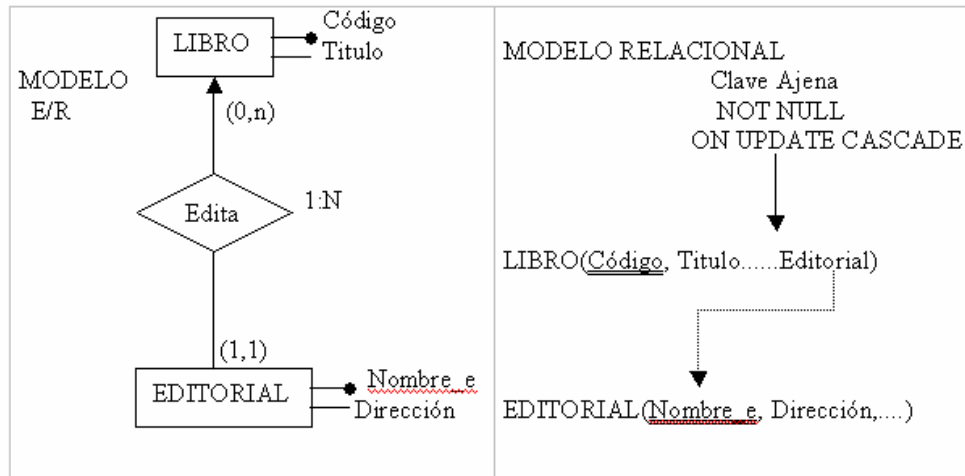 LIBRO
Código
Titulo
MODELO
E/R
(0,n)
Edita
1:N
(1,1)
EDITORIAL
Nombre_e
Dirección
MODELO RELACIONAL
Clave Ajena
NOT NULL
ON UPDATE CASCADE
LIBRO(Código, Titulo......Editorial)
EDITORIAL(Nombre_e, Dirección,....)